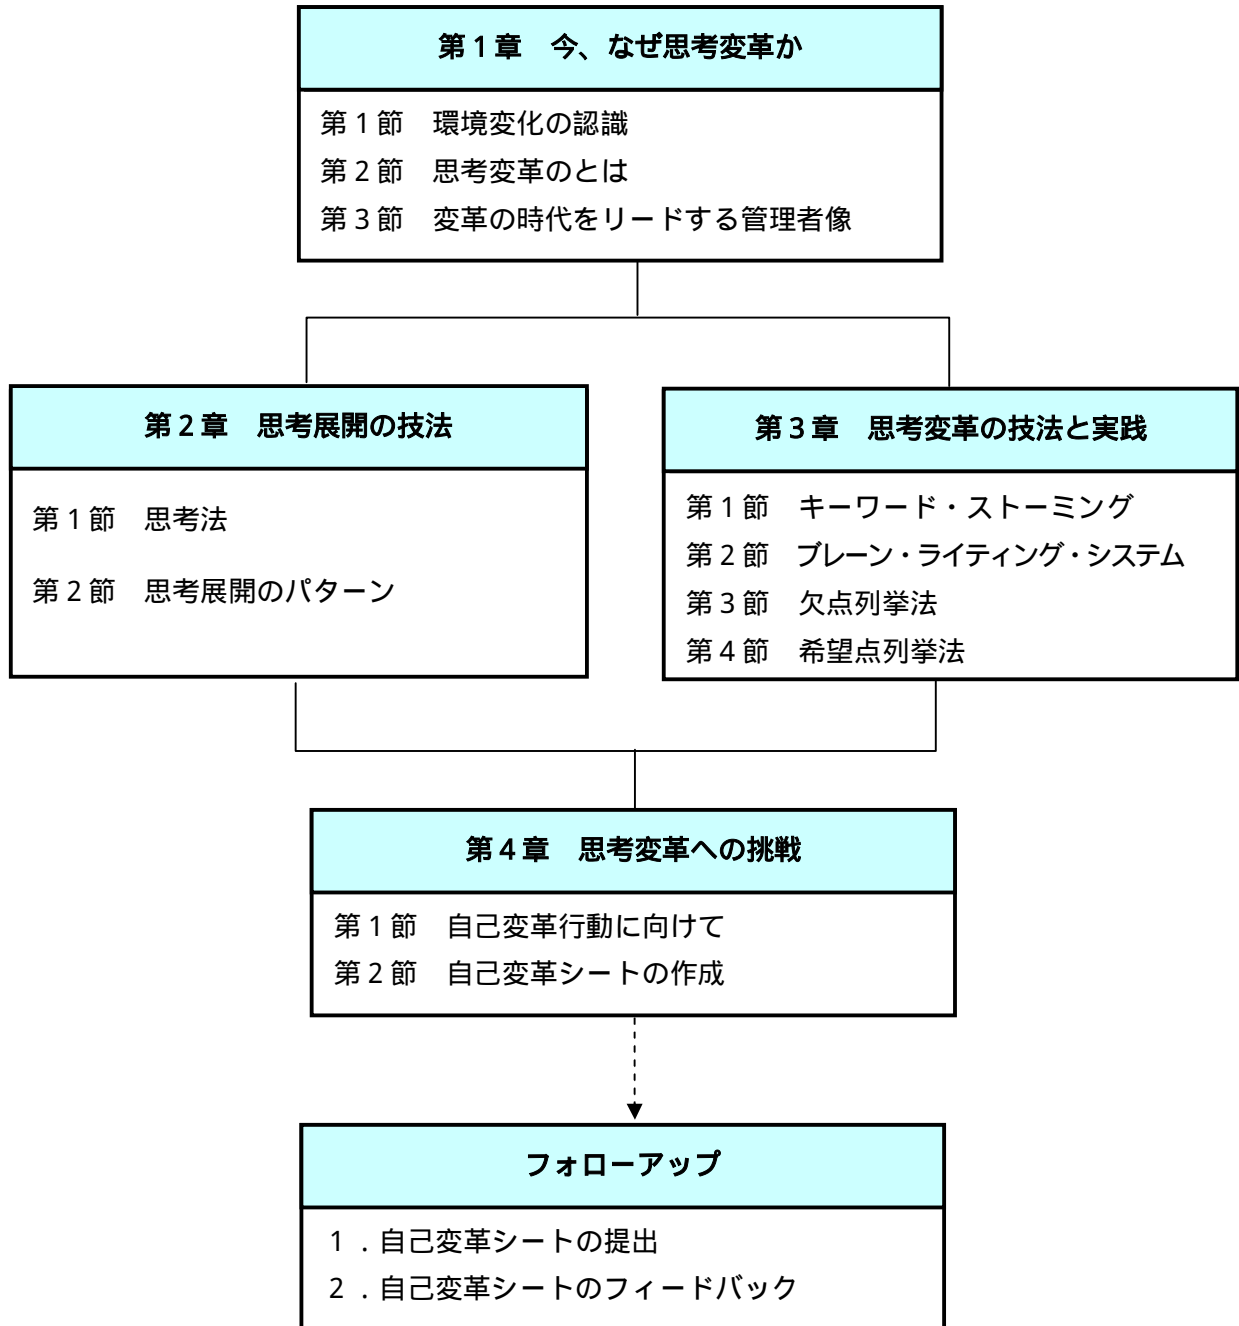 第1章　今、なぜ思考変革か
第1節　環境変化の認識
第2節　思考変革のとは
第3節　変革の時代をリードする管理者像
第2章　思考展開の技法
第1節　思考法
第2節　思考展開のパターン
第3章　思考変革の技法と実践
第1節　キーワード・ストーミング
第2節　ブレーン・ライティング・システム
第3節　欠点列挙法
第4節　希望点列挙法
第4章　思考変革への挑戦
第1節　自己変革行動に向けて
第2節　自己変革シートの作成
フォローアップ
1．自己変革シートの提出
2．自己変革シートのフィードバック